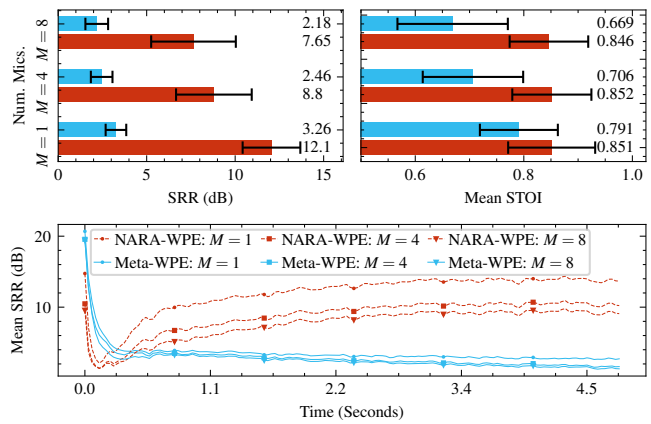 Num. Mics.
M = 8
2.18
7.65
M = 4
2.46
8.8
M = 1
3.26
12.1
0 5 10 15
SRR (dB)
0.669
0.846
0.706
0.852
0.791
0.851
0.6 0.8 1.0
Mean STOI
Mean SRR (dB)
20
10
NARA-WPE: M = 1 NARA-WPE: M = 4 NARA-WPE: M = 8
Meta-WPE: M = 1 Meta-WPE: M = 4 Meta-WPE: M = 8
0.0 1.1 2.2 3.4 4.5
Time (Seconds)